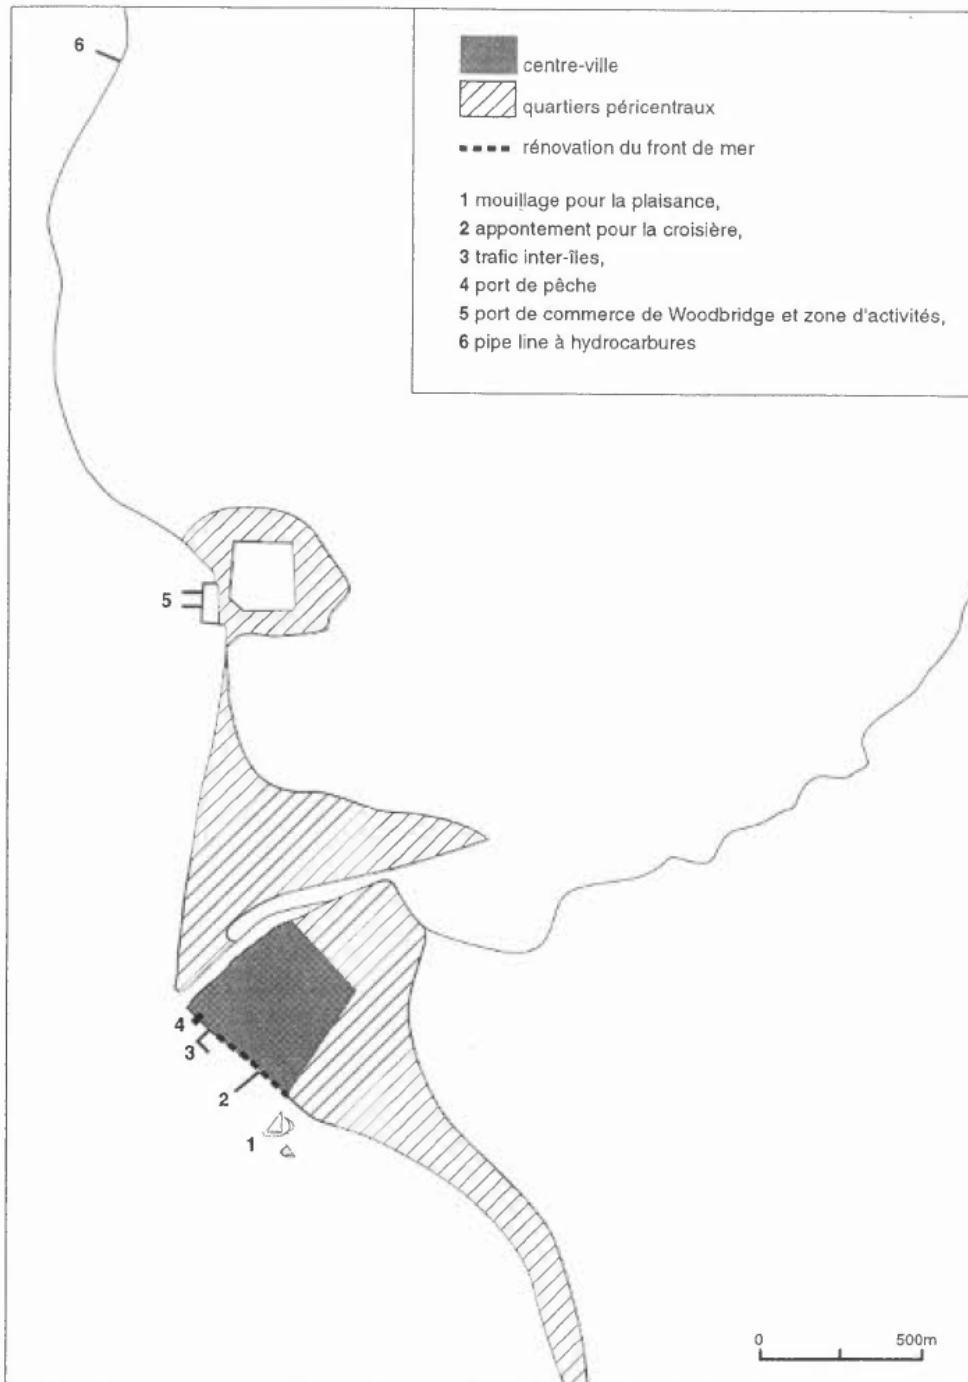 centre-ville
quartiers péricentraux
rénovation du front de mer
1 mouillage pour la plaisance,
2 appontement pour la croisière,
3 trafic inter-îles,
4 port de pêche
5 port de commerce de Woodbridge et zone d'activités,
6 pipe line à hydrocarbures
6
5
4
3
2
1
0 500m